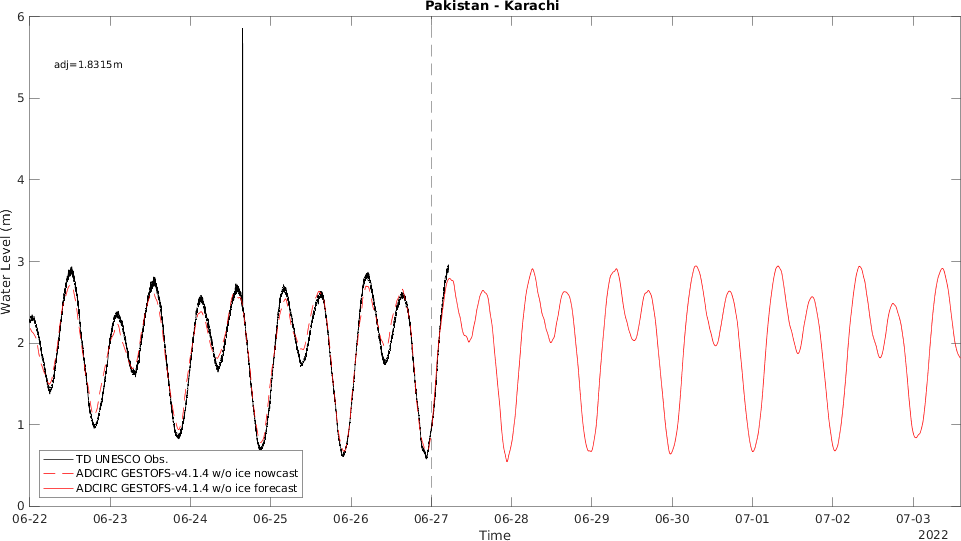 Pakistan - Karachi
6
adj=1.8315m
5
4
3
2
1
0
Water Level (m)
TD UNESCO Obs.
ADCIRC GESTOFS-v4.1.4 w/o ice nowcast
ADCIRC GESTOFS-v4.1.4 w/o ice forecast
06-22 06-23 06-24 06-25 06-26 06-27 06-28 06-29 06-30 07-01 07-02 07-03
Time
2022